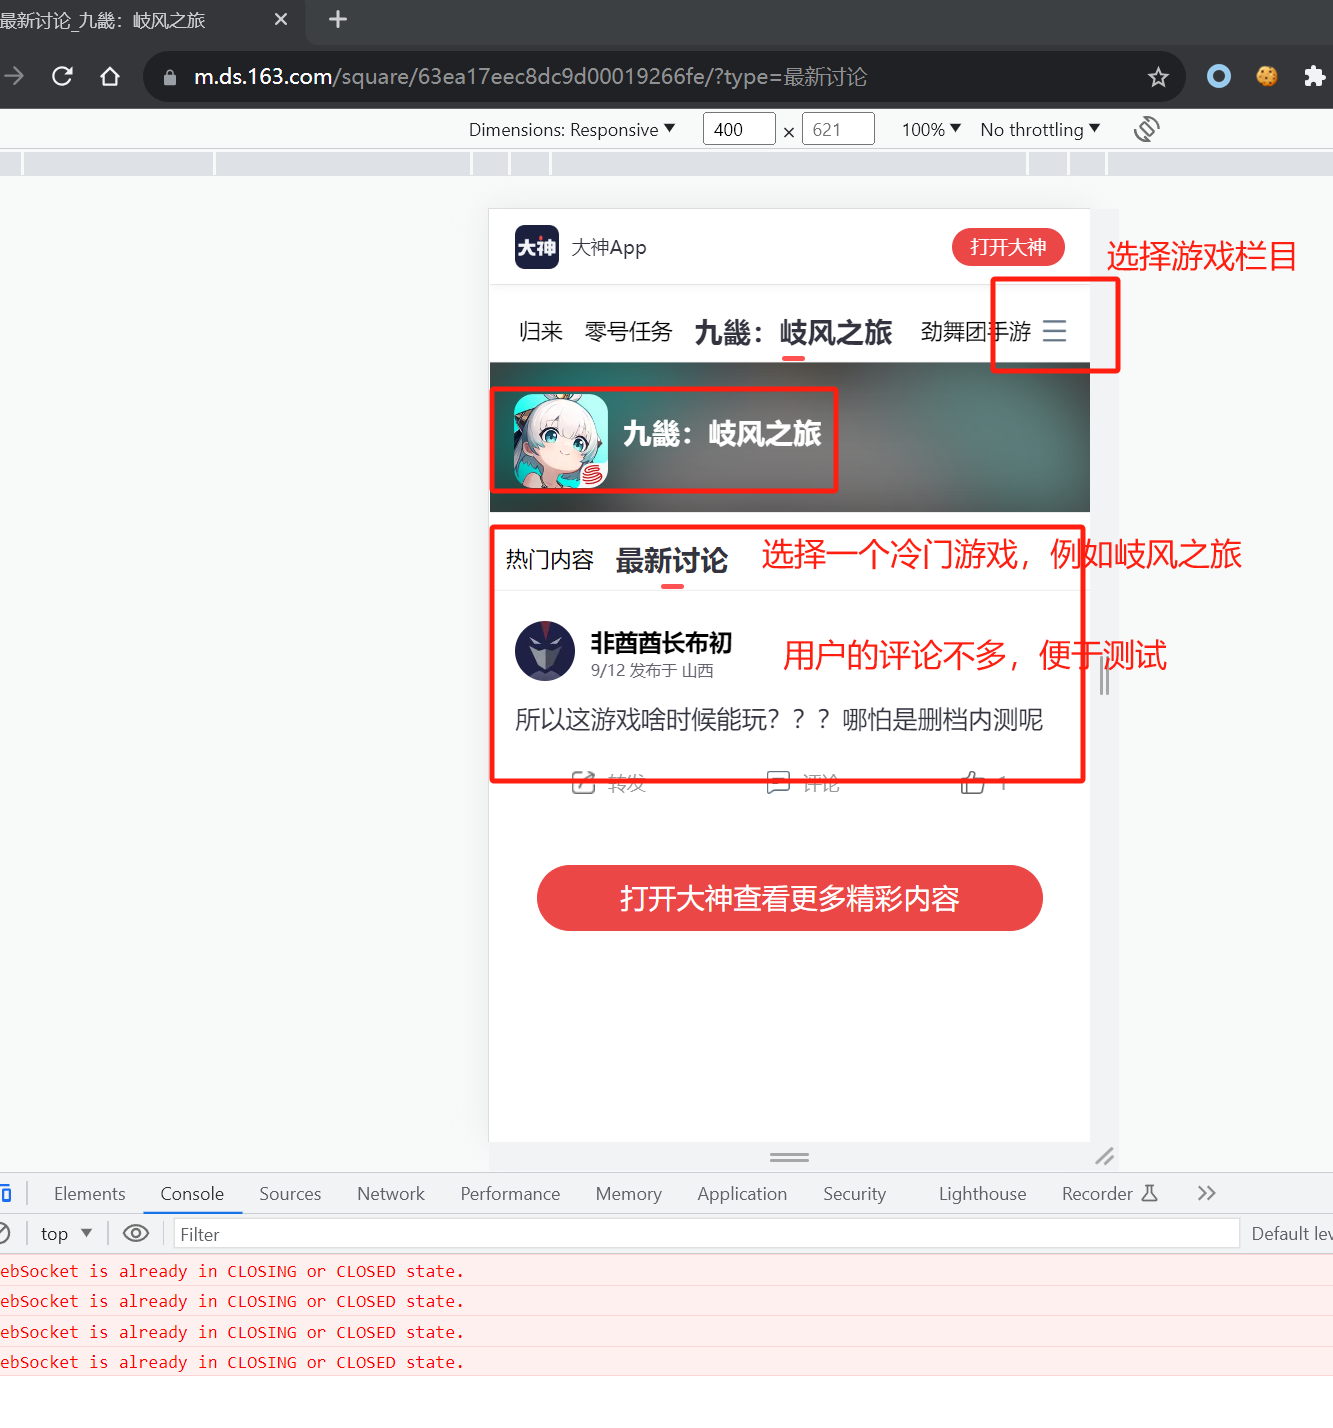 最新讨论_九畿：岐风之旅
m.ds.163.com/square/63ea17eec8dc9d00019266fe/?type=最新讨论
Dimensions: Responsive 400 × 621 100% No throttling
大神 大神App 打开大神
选择游戏栏目
归来 零号任务 九畿：岐风之旅 劲舞团手游
九畿：岐风之旅
热门内容 最新讨论 选择一个冷门游戏，例如岐风之旅
非酋酋长布初
9/12 发布于 山西
用户的评论不多，便于测试
所以这游戏啥时候能玩？？？哪怕是删档内测呢
转发 评论 1
打开大神查看更多精彩内容
Elements Console Sources Network Performance Memory Application Security Lighthouse Recorder
top Filter Default lev
ebSocket is already in CLOSING or CLOSED state.
ebSocket is already in CLOSING or CLOSED state.
ebSocket is already in CLOSING or CLOSED state.
ebSocket is already in CLOSING or CLOSED state.